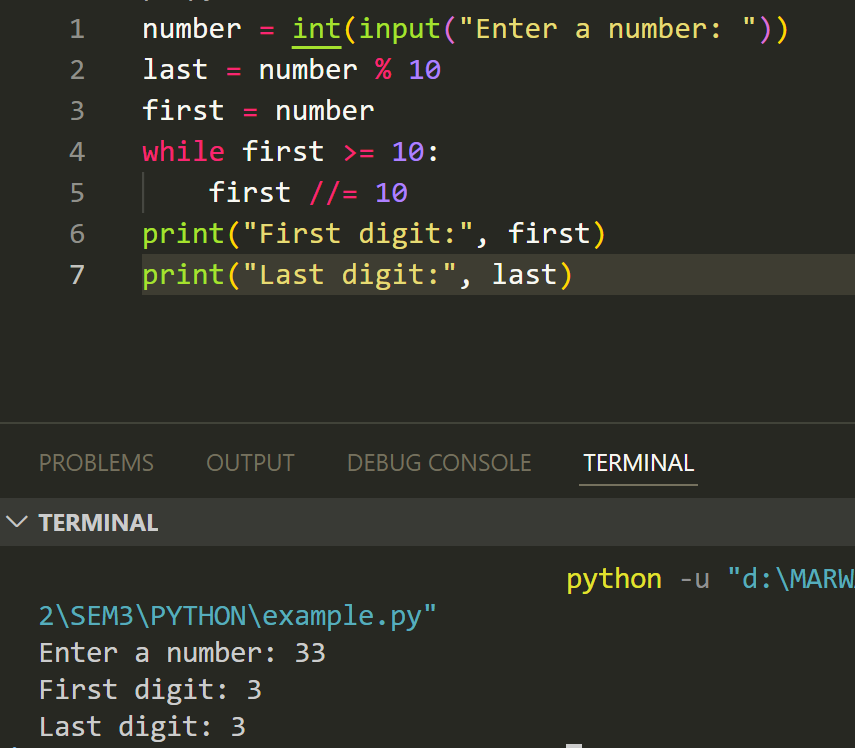 1 number = int(input("Enter a number: "))
2 last = number % 10
3 first = number
4 while first >= 10:
5     first //= 10
6 print("First digit:", first)
7 print("Last digit:", last)
PROBLEMS OUTPUT DEBUG CONSOLE TERMINAL
TERMINAL
python -u "d:\MARW
2\SEM3\PYTHON\example.py"
Enter a number: 33
First digit: 3
Last digit: 3